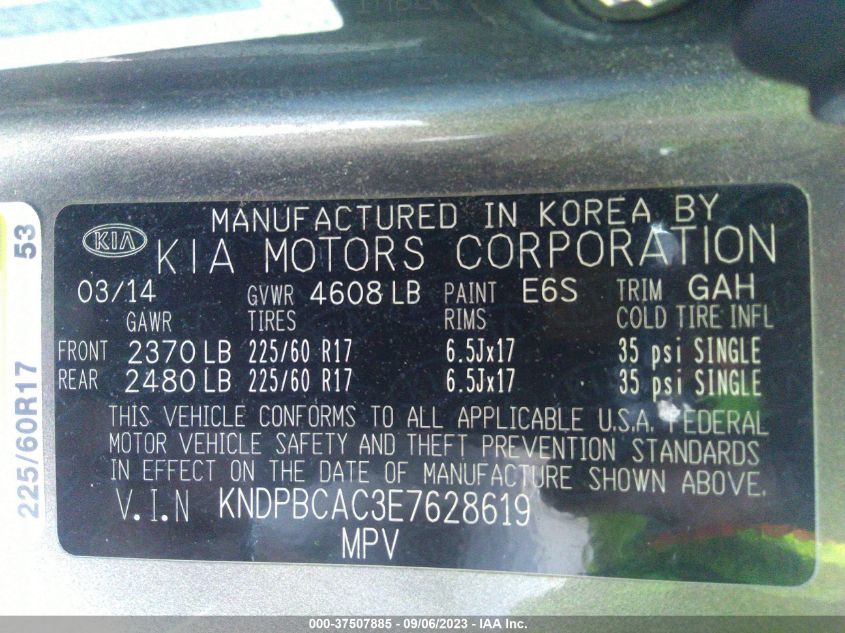 MANUFACTURED IN KOREA BY
KIA
KIA MOTORS CORPORATION
03/14 GVWR 4608 LB PAINT E6S TRIM GAH
GAWR TIRES RIMS COLD TIRE INFL
FRONT 2370 LB 225/60 R17 6.5Jx17 35 psi SINGLE
REAR 2480 LB 225/60 R17 6.5Jx17 35 psi SINGLE
THIS VEHICLE CONFORMS TO ALL APPLICABLE U.S.A. FEDERAL
MOTOR VEHICLE SAFETY AND THEFT PREVENTION STANDARDS
IN EFFECT ON THE DATE OF MANUFACTURE SHOWN ABOVE.
V.I.N KNDPBCAC3E7628619
MPV
225/60R17 53
000-37507885 - 09/06/2023 - IAA Inc.